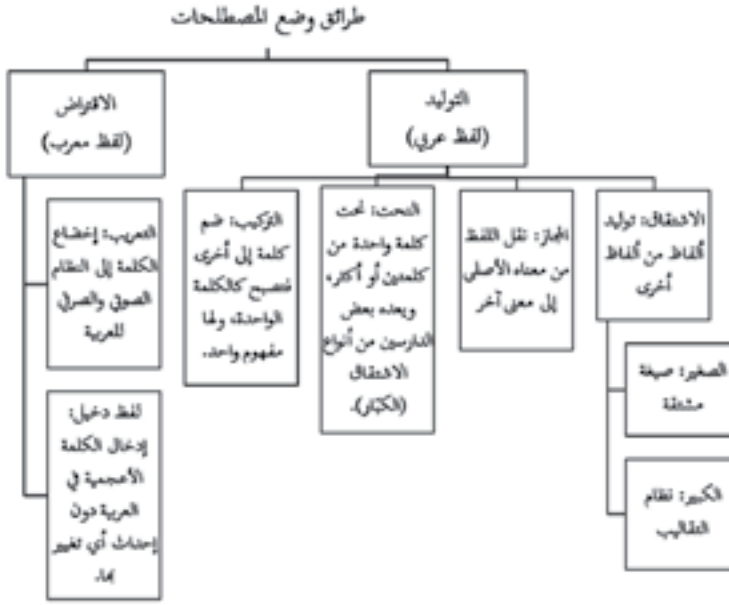 طرائق وضع المصطلحات
التوليد
(لفظ عربي)
الاشتقاق: توليد
ألفاظ من ألفاظ
أخرى
الصغير: صيغة
مشتقة
الكبير: نظام
التقاليب
المجاز: نقل اللفظ
من معناه الأصلي
إلى معنى آخر
النحت: نحت
كلمة واحدة من
كلمتين أو أكثر،
ويعده بعض
الدارسين من أنواع
الاشتقاق
(الكبّار).
التركيب: ضم
كلمة إلى أخرى
فتصبح كالكلمة
الواحدة، ولها
مفهوم واحد.
الاقتراض
(لفظ معرب)
التعريب: إخضاع
الكلمة إلى النظام
الصوتي والصرفي
للعربية
لفظ دخيل:
إدخال الكلمة
الأعجمية في
العربية دون
إحداث أي تغيير
بها.